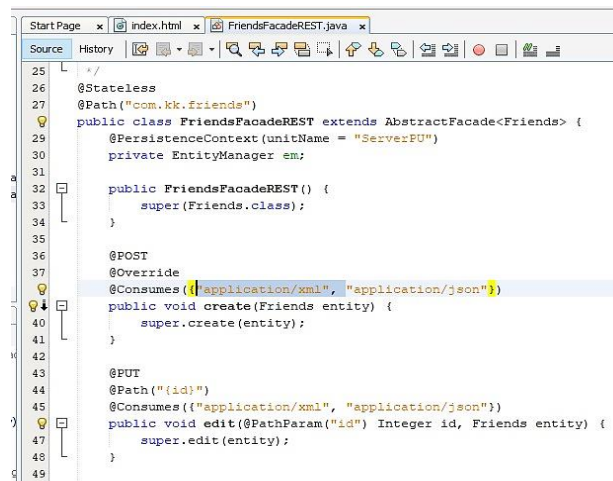 Start Page x index.html x FriendsFacadeREST.java x
Source History
25 */
26 @Stateless
27 @Path("com.kk.friends")
public class FriendsFacadeREST extends AbstractFacade<Friends> {
29 @PersistenceContext(unitName = "ServerPU")
30 private EntityManager em;
31
32 public FriendsFacadeREST() {
33 super(Friends.class);
34 }
35
36 @POST
37 @Override
@Consumes({"application/xml", "application/json"})
public void create(Friends entity) {
40 super.create(entity);
41 }
42
43 @PUT
44 @Path("{id}")
45 @Consumes({"application/xml", "application/json"})
public void edit(@PathParam("id") Integer id, Friends entity) {
47 super.edit(entity);
48 }
49